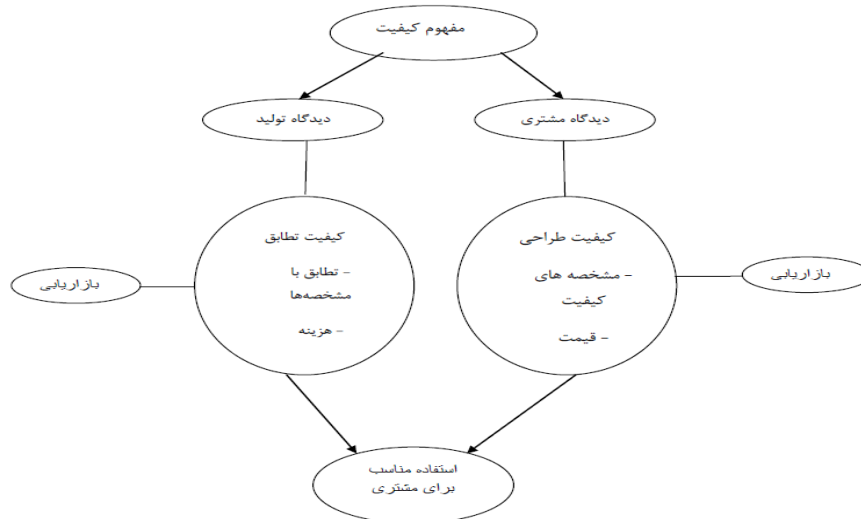 مفهوم کیفیت
دیدگاه مشتری
دیدگاه تولید
کیفیت طراحی
- مشخصه های
کیفیت
- قیمت
کیفیت تطابق
- تطابق با
مشخصه‌ها
- هزینه
بازاریابی
بازاریابی
استفاده مناسب
برای مشتری